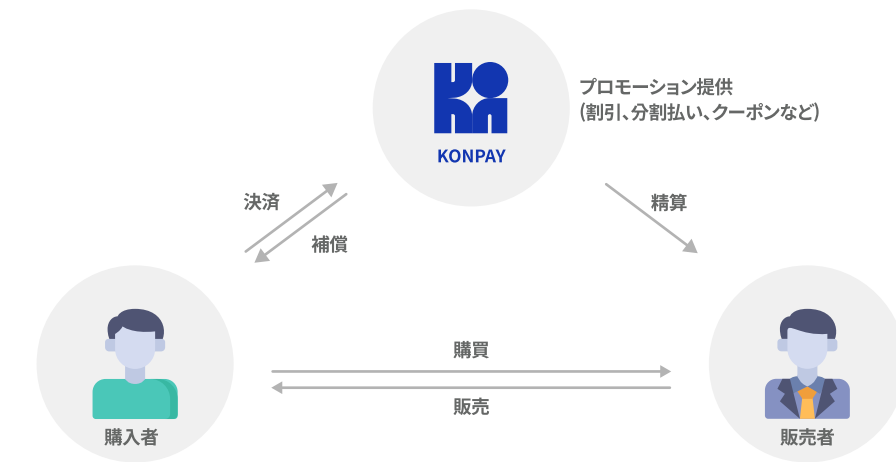 プロモーション提供
(割引、分割払い、クーポンなど)
KONPAY
決済
補償
精算
購買
販売
購入者
販売者